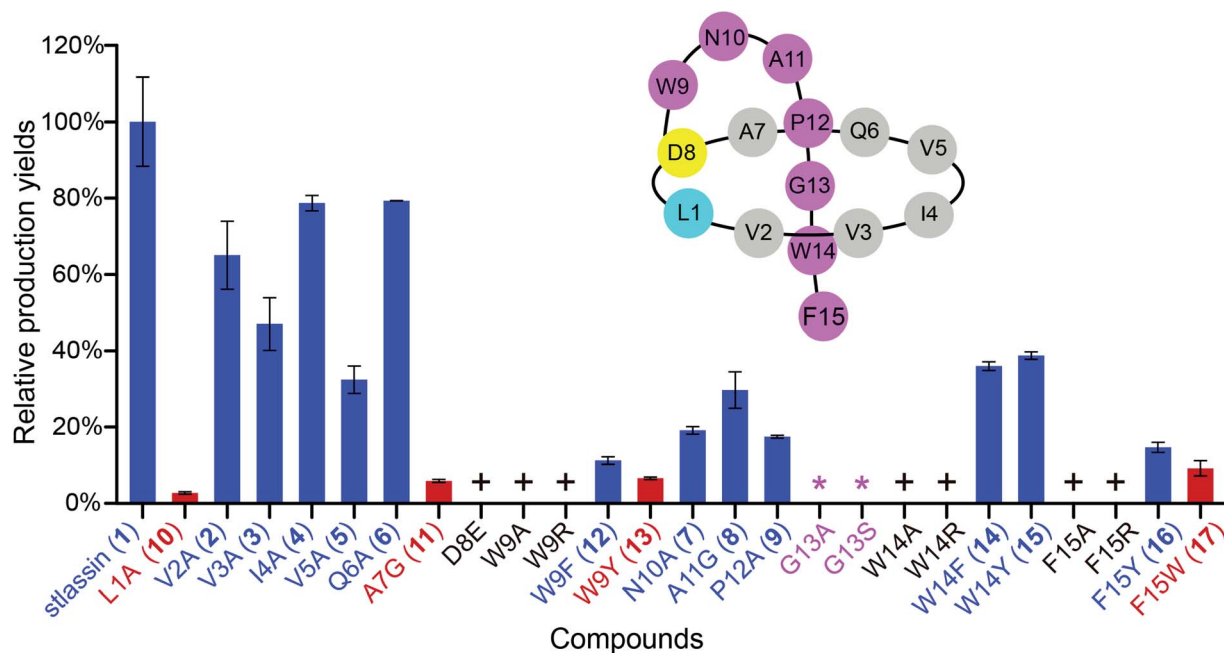 Relative production yields
120%
100%
80%
60%
40%
20%
0%
N10
A11
W9
P12
A7
Q6
V5
D8
G13
L1
I4
V2
V3
W14
F15
+ + + * * + + + +
stlassin (1)
L1A (10)
V2A (2)
V3A (3)
I4A (4)
V5A (5)
Q6A (6)
A7G (11)
D8E
W9A
W9R
W9F (12)
W9Y (13)
N10A (7)
A11G (8)
P12A (9)
G13A
G13S
W14A
W14R
W14F (14)
W14Y (15)
F15A
F15R
F15Y (16)
F15W (17)
Compounds